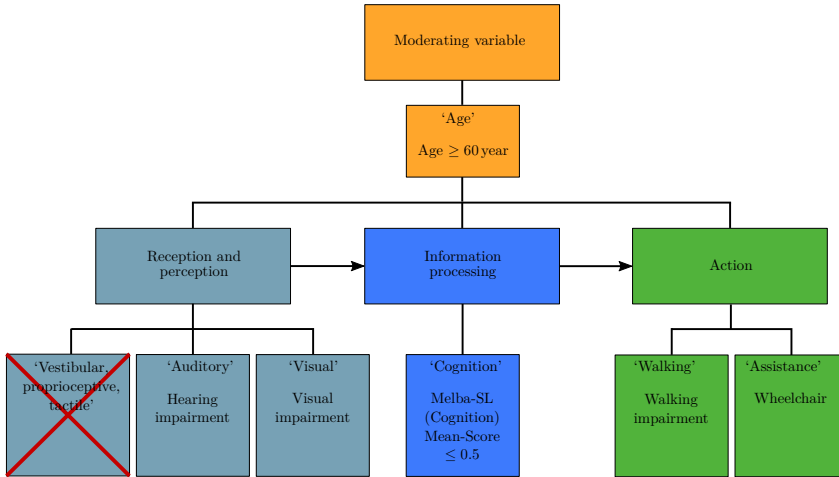 Moderating variable
‘Age’
Age ≥ 60 year
Reception and
perception
Information
processing
Action
‘Vestibular,
proprioceptive,
tactile’
‘Auditory’
Hearing
impairment
‘Visual’
Visual
impairment
‘Cognition’
Melba-SL
(Cognition)
Mean-Score
≤ 0.5
‘Walking’
Walking
impairment
‘Assistance’
Wheelchair